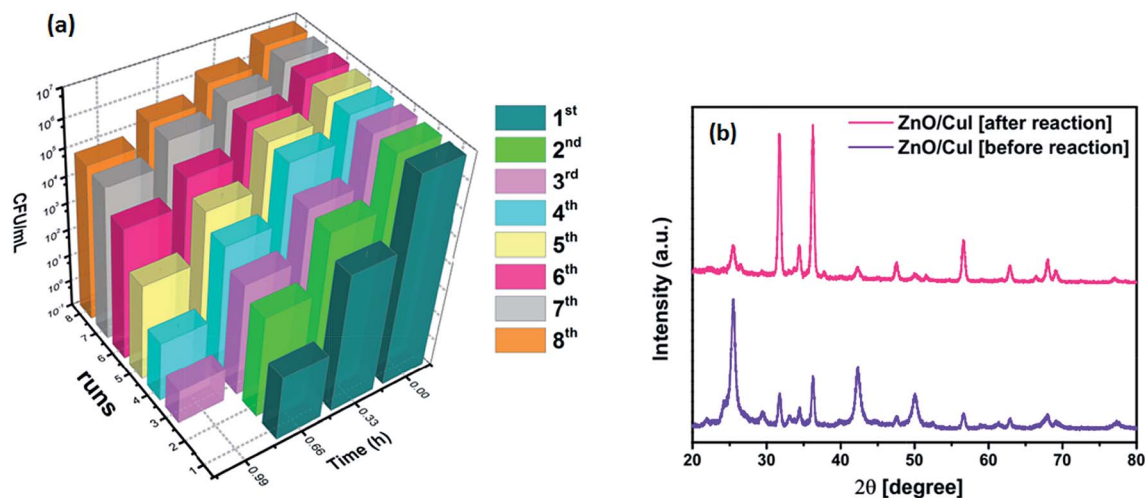 (a)
10⁷
10⁶
10⁵
10⁴
10³
10²
10¹
10⁰
10⁻¹
CFU/mL
8
7
6
5
4
3
2
1
runs
0.99
0.66
0.33
0.00
Time (h)
1st
2nd
3rd
4th
5th
6th
7th
8th
(b)
ZnO/CuI [after reaction]
ZnO/CuI [before reaction]
Intensity (a.u.)
20 30 40 50 60 70 80
2θ [degree]